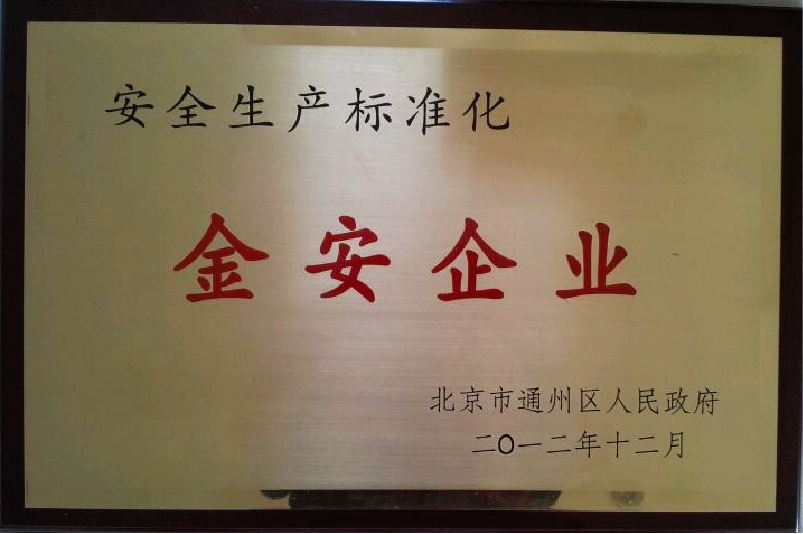 安全生产标准化
金安企业
北京市通州区人民政府
二〇一二年十二月